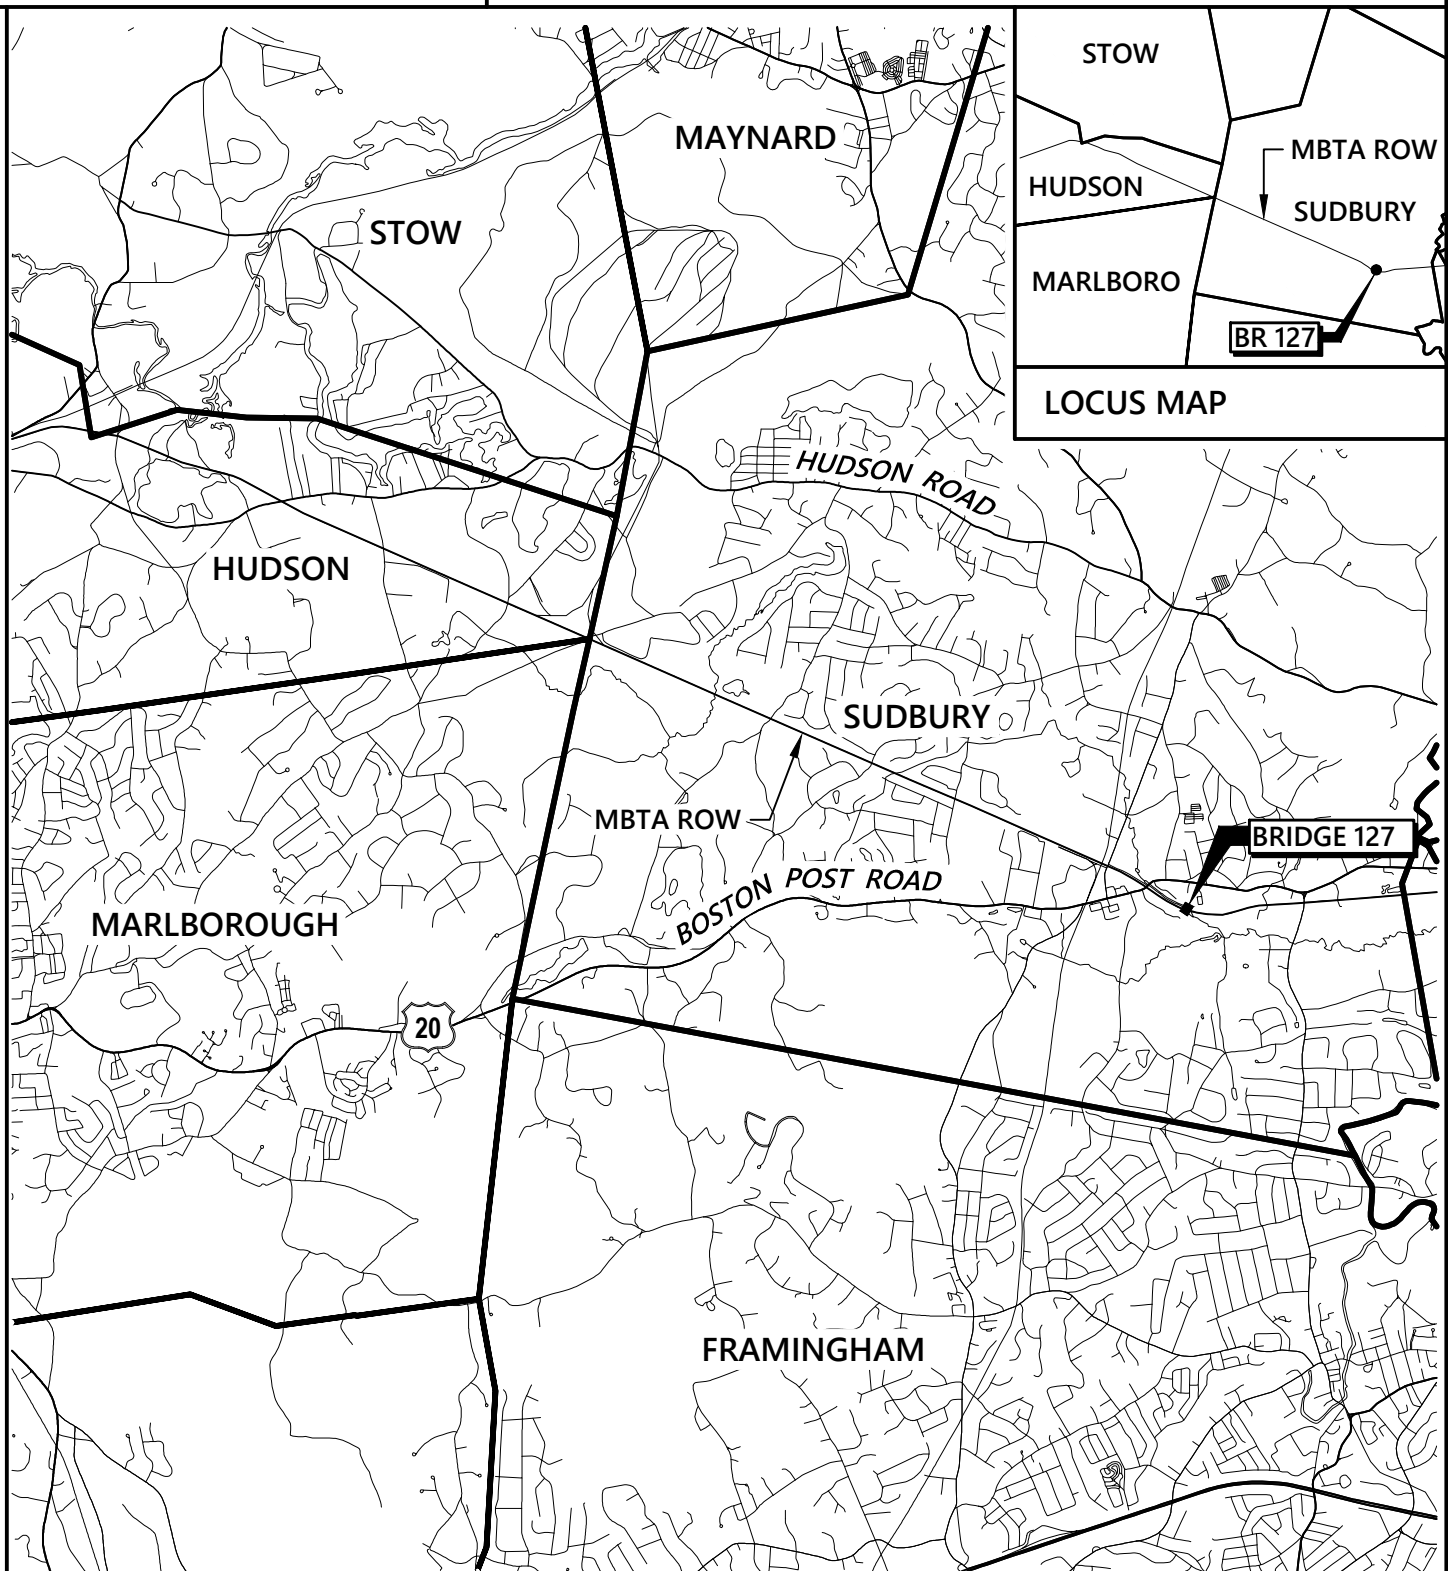 STOW
MBTA ROW
HUDSON
SUDBURY
MARLBORO
BR 127
LOCUS MAP
MAYNARD
STOW
HUDSON ROAD
HUDSON
SUDBURY
MBTA ROW
BRIDGE 127
BOSTON POST ROAD
MARLBOROUGH
20
FRAMINGHAM